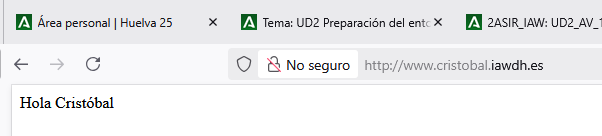 Área personal | Huelva 25
Tema: UD2 Preparación del ento
2ASIR_IAW: UD2_AV_1
No seguro http://www.cristobal.iawdh.es
Hola Cristóbal